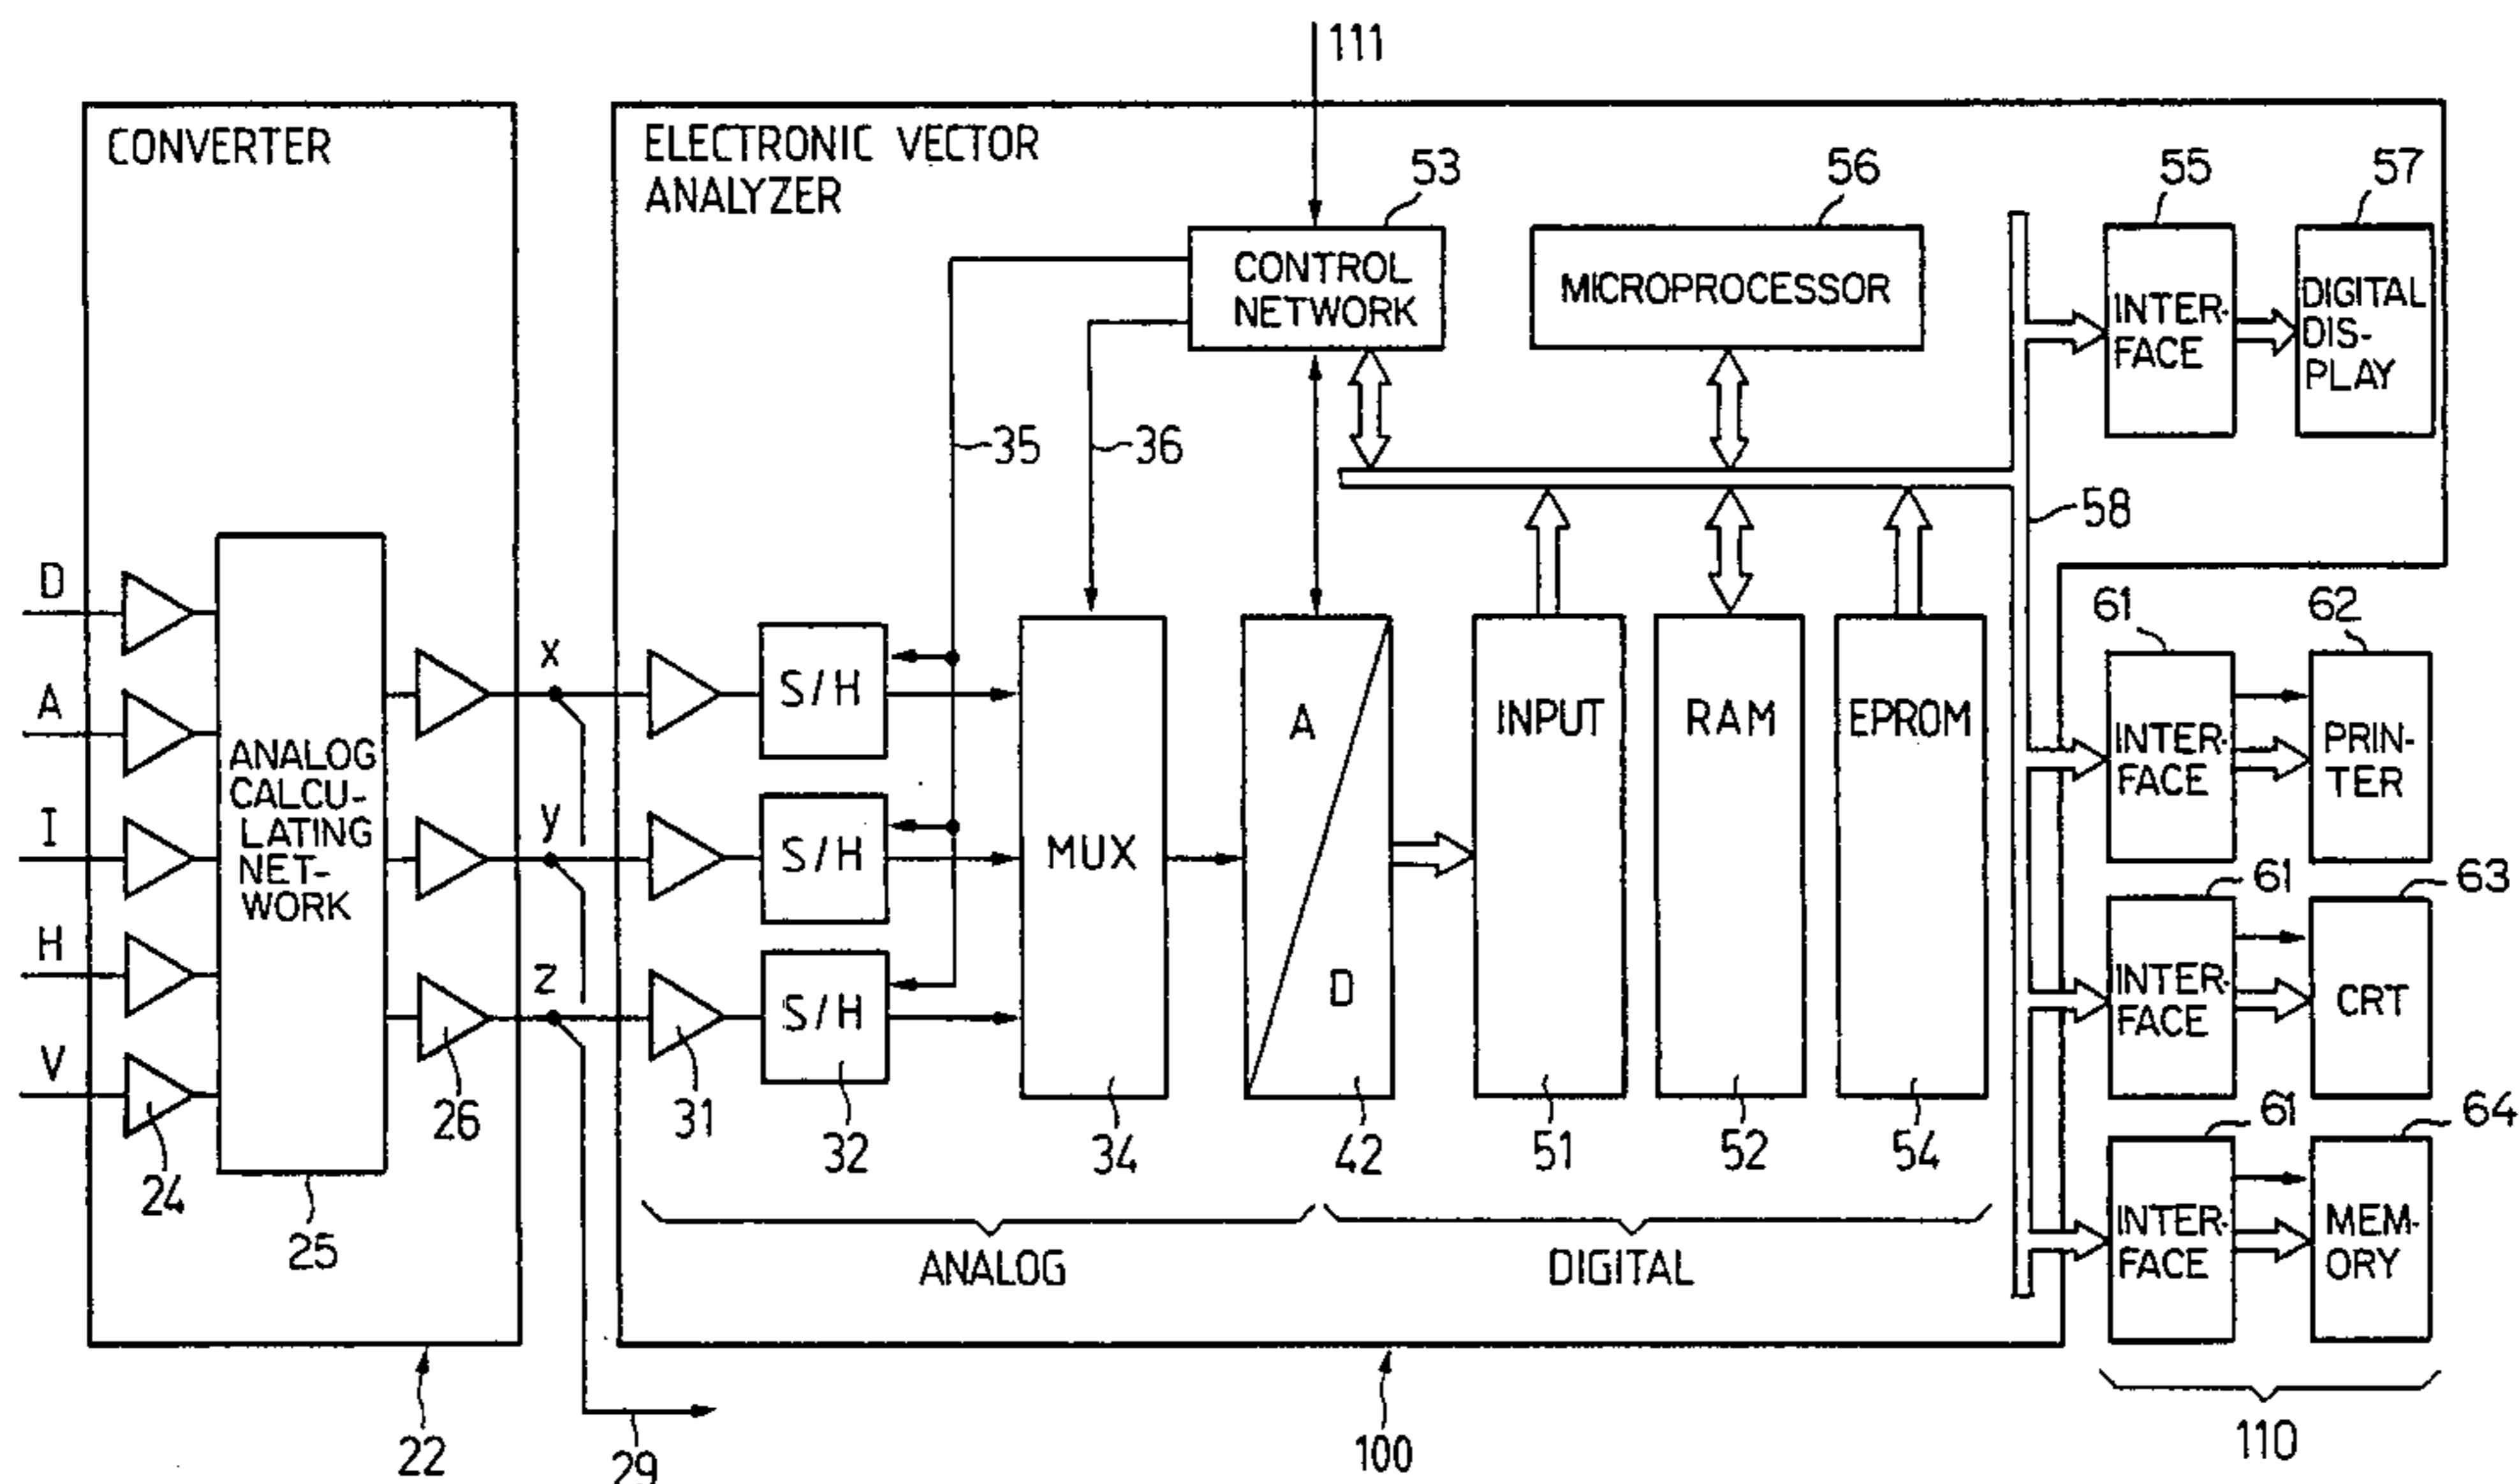 111
CONVERTER
ELECTRONIC VECTOR
ANALYZER
53
56
55
57
CONTROL
NETWORK
MICROPROCESSOR
INTER-
FACE
DIGITAL
DIS-
PLAY
35
36
58
D
A
I
H
V
ANALOG
CALCU-
LATING
NET-
WORK
x
y
z
S/H
S/H
S/H
MUX
A
D
INPUT
RAM
EPROM
61
62
INTER-
FACE
PRIN-
TER
61
63
INTER-
FACE
CRT
61
64
INTER-
FACE
MEM-
ORY
24
25
26
31
32
34
42
51
52
54
ANALOG
DIGITAL
22
29
100
110